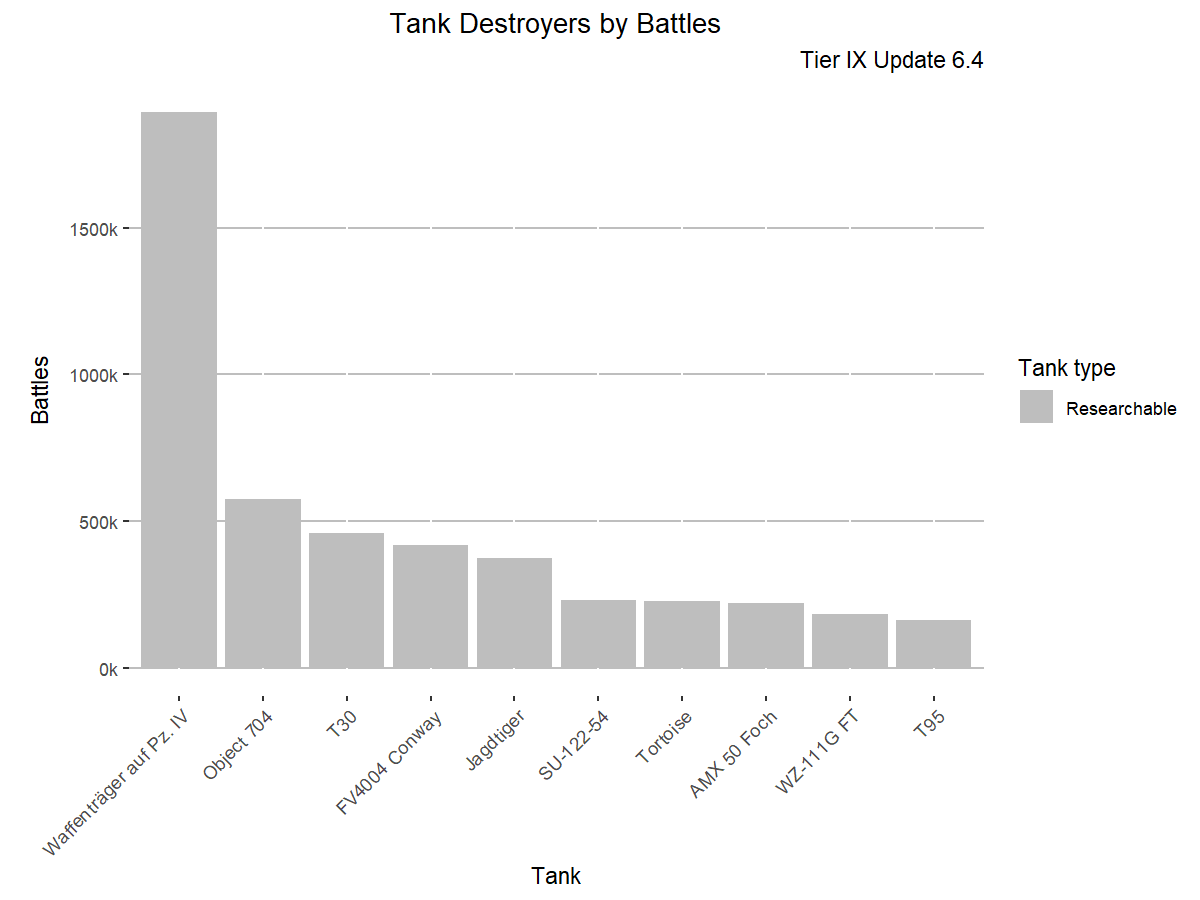 Tank Destroyers by Battles
Tier IX Update 6.4
Battles
1500k
1000k
500k
0k
Waffenträger auf Pz. IV
Object 704
T30
FV4004 Conway
Jagdtiger
SU-122-54
Tortoise
AMX 50 Foch
WZ-111G FT
T95
Tank
Tank type
Researchable